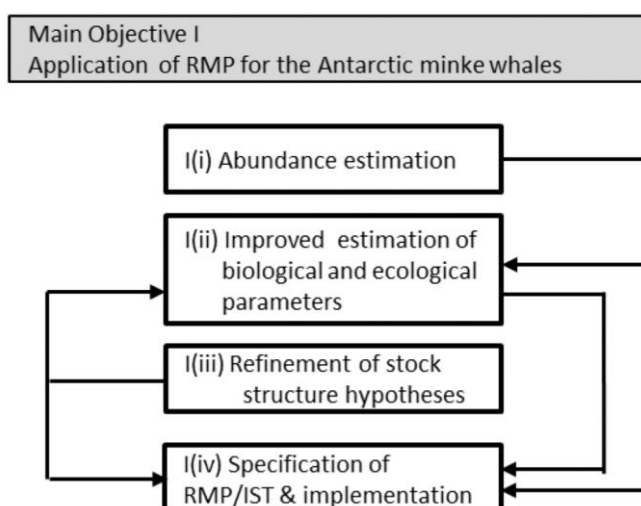 Main Objective I
Application of RMP for the Antarctic minke whales
I(i) Abundance estimation
I(ii) Improved estimation of
biological and ecological
parameters
I(iii) Refinement of stock
structure hypotheses
I(iv) Specification of
RMP/IST & implementation